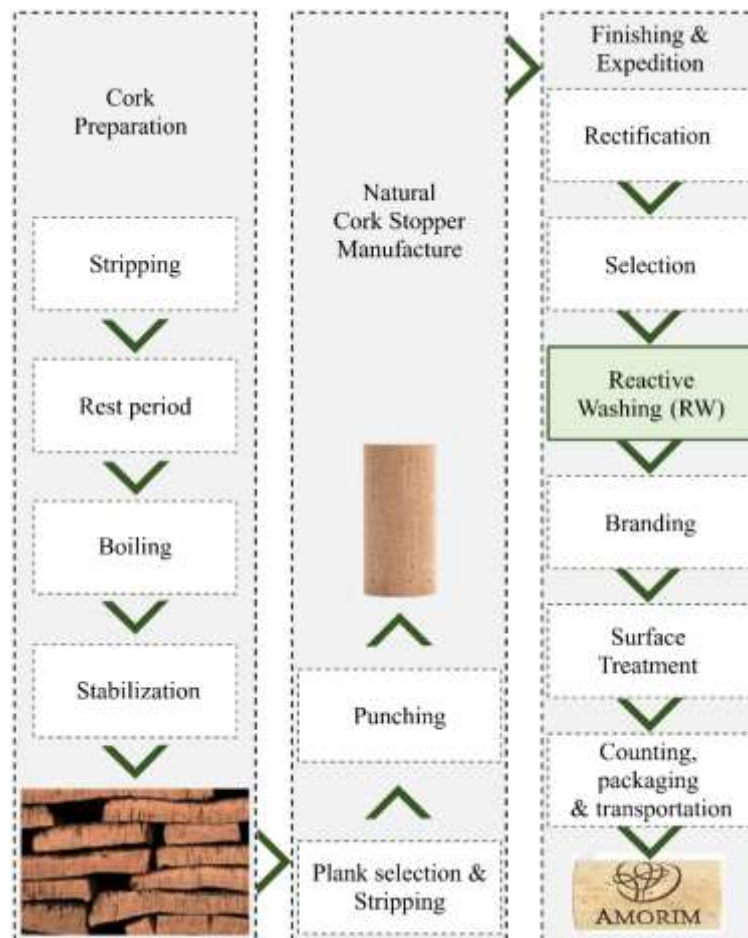 Cork
Preparation
Stripping
Rest period
Boiling
Stabilization
Natural
Cork Stopper
Manufacture
Punching
Plank selection &
Stripping
Finishing &
Expedition
Rectification
Selection
Reactive
Washing (RW)
Branding
Surface
Treatment
Counting,
packaging
& transportation
AMORIM